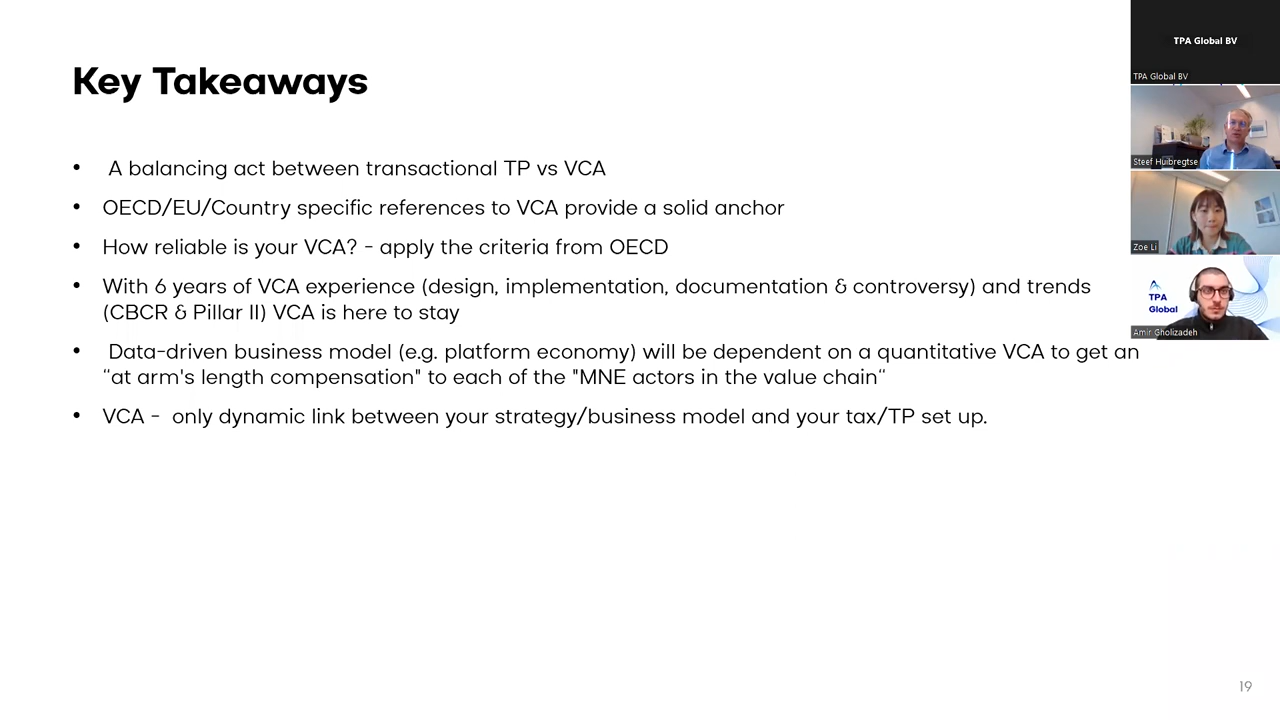 Key Takeaways
• A balancing act between transactional TP vs VCA
• OECD/EU/Country specific references to VCA provide a solid anchor
• How reliable is your VCA? - apply the criteria from OECD
• With 6 years of VCA experience (design, implementation, documentation & controversy) and trends
(CBCR & Pillar II) VCA is here to stay
• Data-driven business model (e.g. platform economy) will be dependent on a quantitative VCA to get an
“at arm's length compensation" to each of the "MNE actors in the value chain“
• VCA - only dynamic link between your strategy/business model and your tax/TP set up.
TPA Global BV
TPA Global BV
Steef Huibregtse
Zoe Li
TPA
Global
Amir Gholizadeh
19